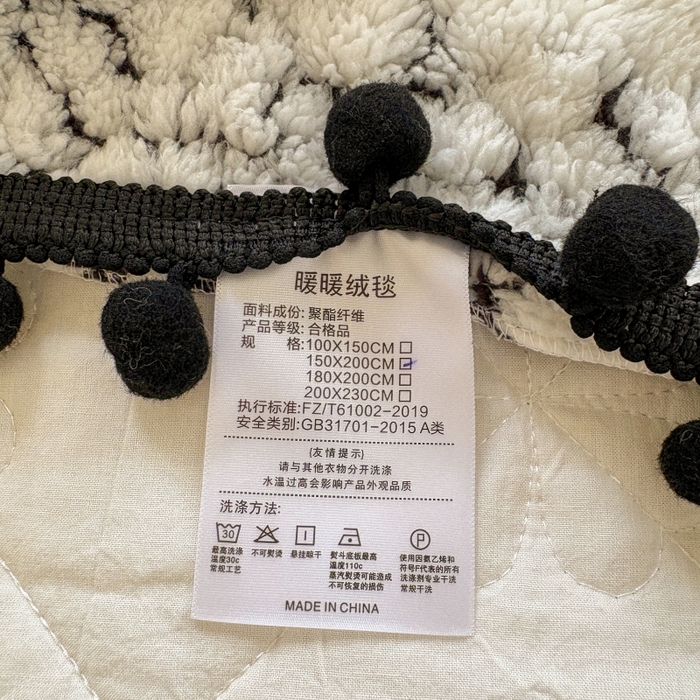 暖暖绒毯
面料成份: 聚酯纤维
产品等级: 合格品
规 格:100X150CM
150X200CM
180X200CM
200X230CM
执行标准:FZ/T61002-2019
安全类别:GB31701-2015 A类
(友情提示)
请与其他衣物分开洗涤
水温过高会影响产品外观品质
洗涤方法:
30
P
最高洗涤
温度30c
常规工艺
不可熨烫
悬挂晾干
熨斗底板最高
温度110c
蒸汽熨烫可能造成
不可恢复的损伤
使用因氯乙烯和
符号F代表的所有
洗涤剂专业干洗
常规干洗
MADE IN CHINA